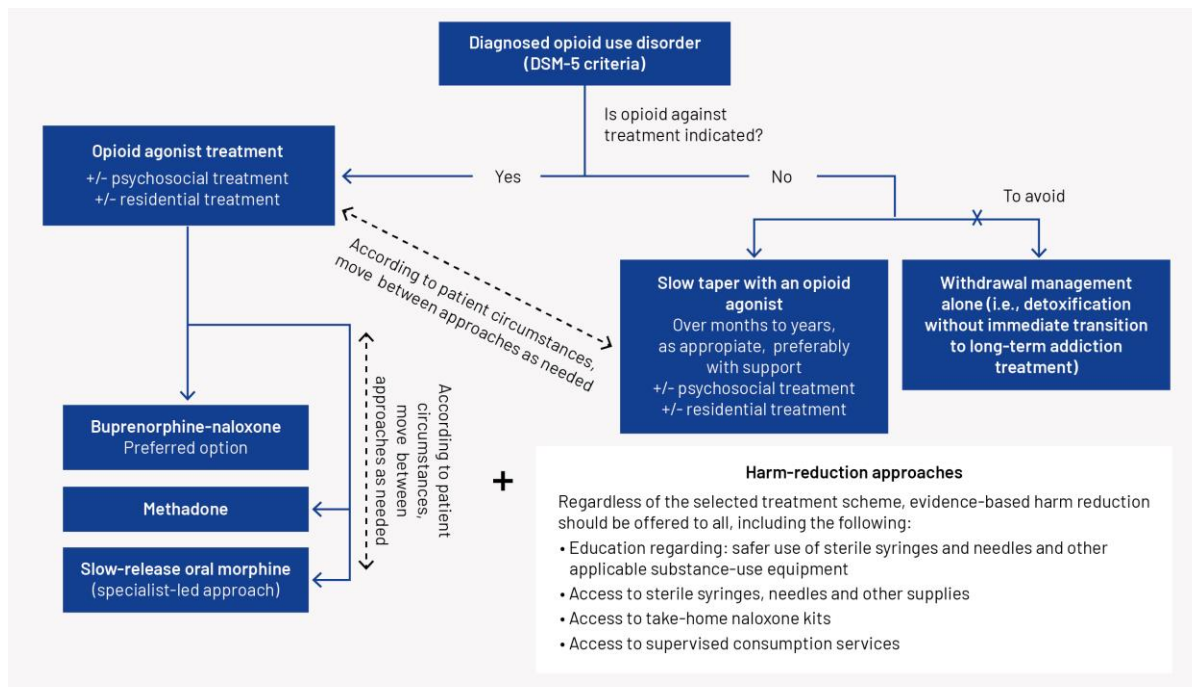 Diagnosed opioid use disorder
(DSM-5 criteria)
Is opioid against
treatment indicated?
Opioid agonist treatment
+/- psychosocial treatment
+/- residential treatment
Yes
No
To avoid
X
According to patient circumstances,
move between approaches as needed
Slow taper with an opioid
agonist
Over months to years,
as appropiate, preferably
with support
+/- psychosocial treatment
+/- residential treatment
Withdrawal management
alone (i.e., detoxification
without immediate transition
to long-term addiction
treatment)
Buprenorphine-naloxone
Preferred option
Methadone
Slow-release oral morphine
(specialist-led approach)
According to patient
circumstances,
move between
approaches as needed
+
Harm-reduction approaches
Regardless of the selected treatment scheme, evidence-based harm reduction
should be offered to all, including the following:
• Education regarding: safer use of sterile syringes and needles and other
applicable substance-use equipment
• Access to sterile syringes, needles and other supplies
• Access to take-home naloxone kits
• Access to supervised consumption services